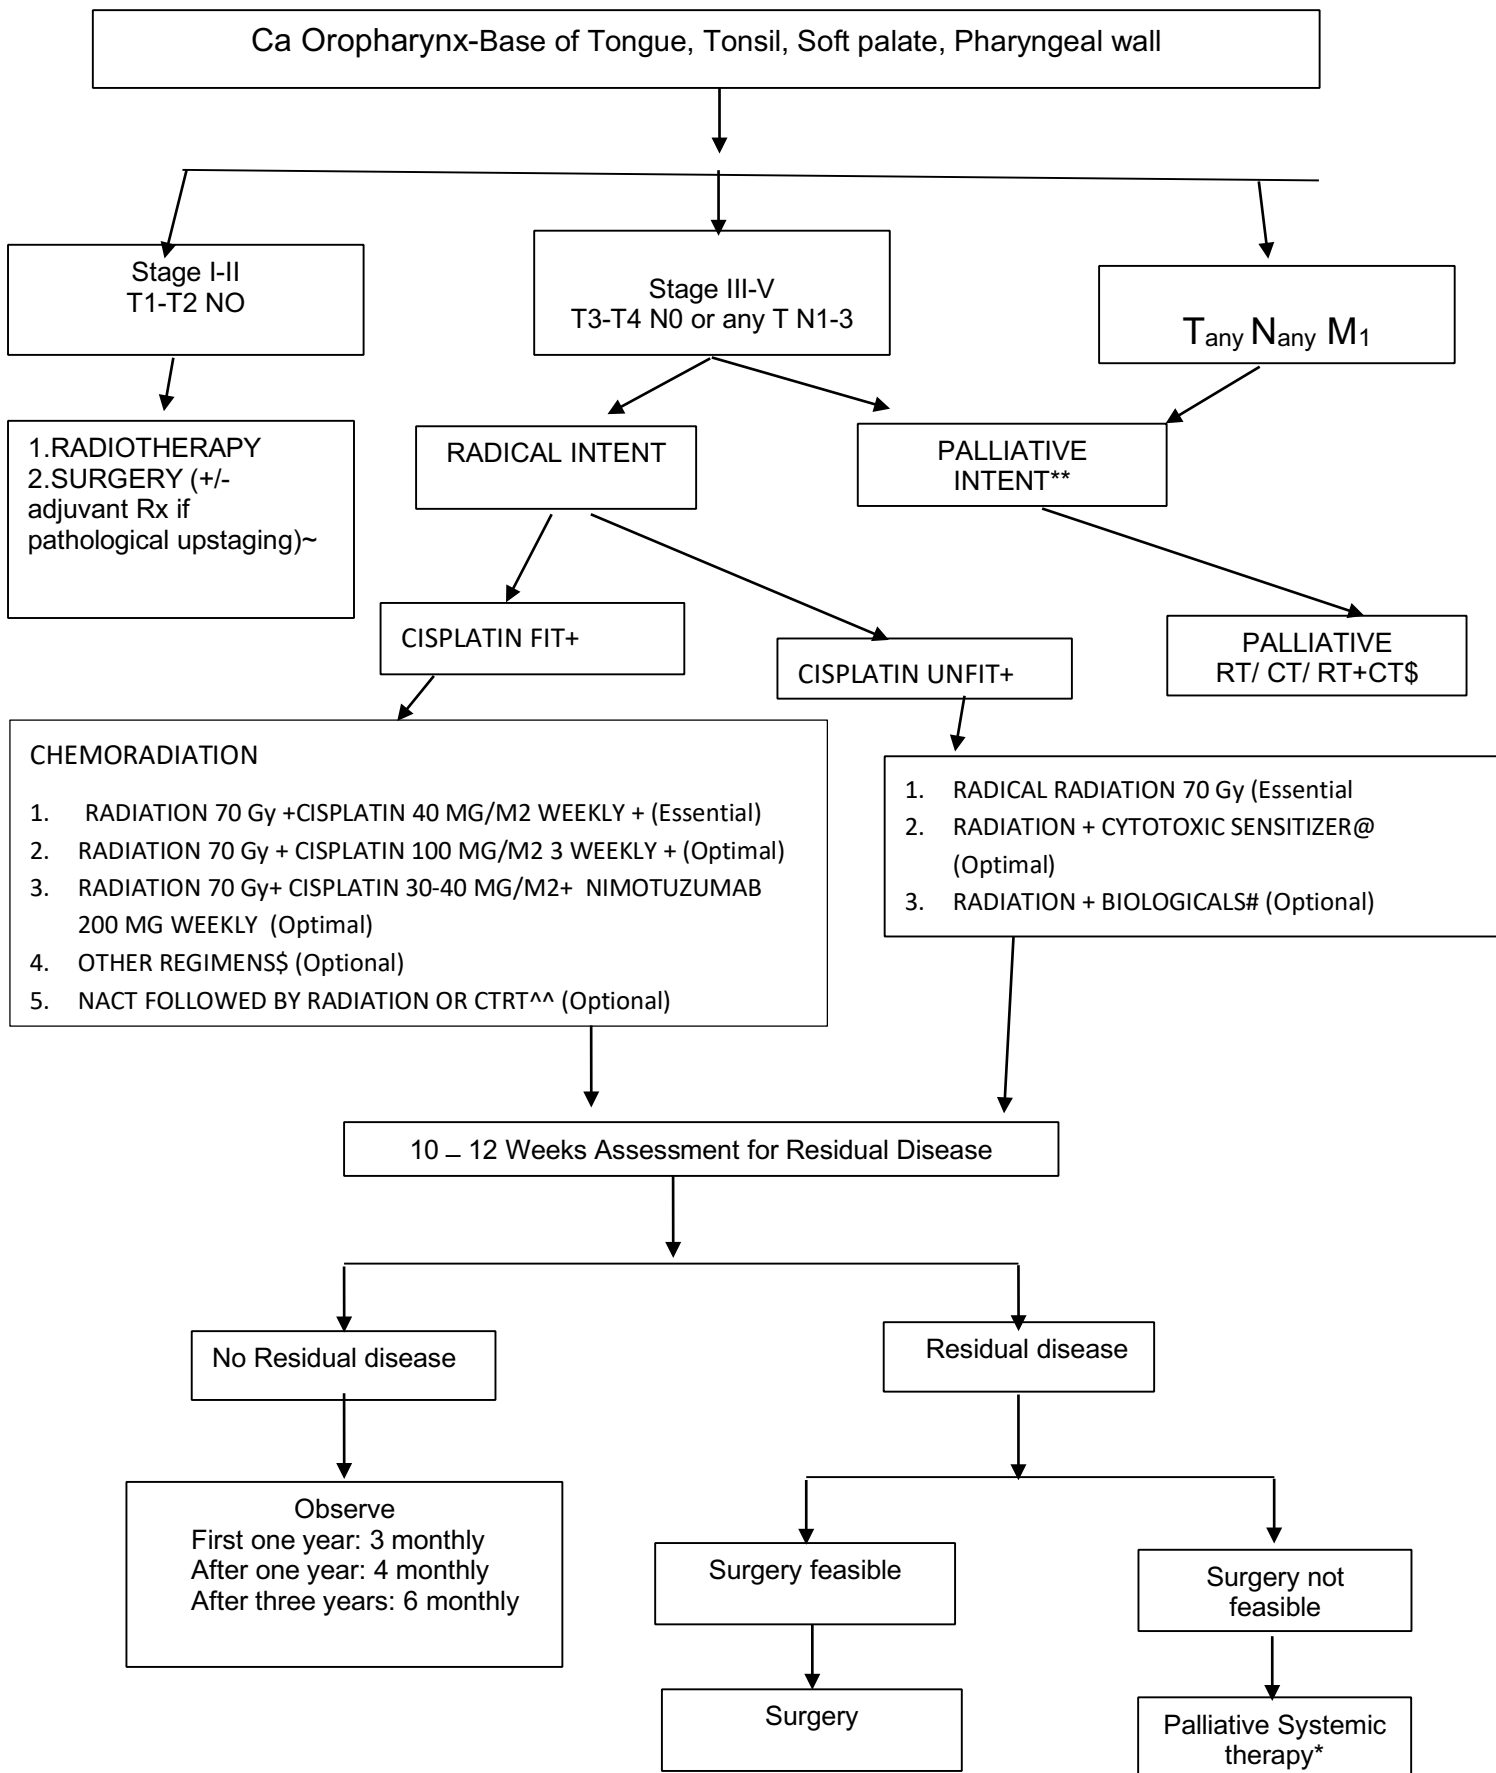 Ca Oropharynx-Base of Tongue, Tonsil, Soft palate, Pharyngeal wall
Stage I-II
T1-T2 NO
Stage III-V
T3-T4 N0 or any T N1-3
Tany Nany M1
1.RADIOTHERAPY
2.SURGERY (+/-
adjuvant Rx if
pathological upstaging)~
RADICAL INTENT
PALLIATIVE
INTENT**
CISPLATIN FIT+
CISPLATIN UNFIT+
PALLIATIVE
RT/ CT/ RT+CT$
CHEMORADIATION
1. RADIATION 70 Gy +CISPLATIN 40 MG/M2 WEEKLY + (Essential)
2. RADIATION 70 Gy + CISPLATIN 100 MG/M2 3 WEEKLY + (Optimal)
3. RADIATION 70 Gy+ CISPLATIN 30-40 MG/M2+ NIMOTUZUMAB
200 MG WEEKLY (Optimal)
4. OTHER REGIMENS$ (Optional)
5. NACT FOLLOWED BY RADIATION OR CTRT^^ (Optional)
1. RADICAL RADIATION 70 Gy (Essential
2. RADIATION + CYTOTOXIC SENSITIZER@
(Optimal)
3. RADIATION + BIOLOGICALS# (Optional)
10 – 12 Weeks Assessment for Residual Disease
No Residual disease
Residual disease
Observe
First one year: 3 monthly
After one year: 4 monthly
After three years: 6 monthly
Surgery feasible
Surgery not
feasible
Surgery
Palliative Systemic
therapy*